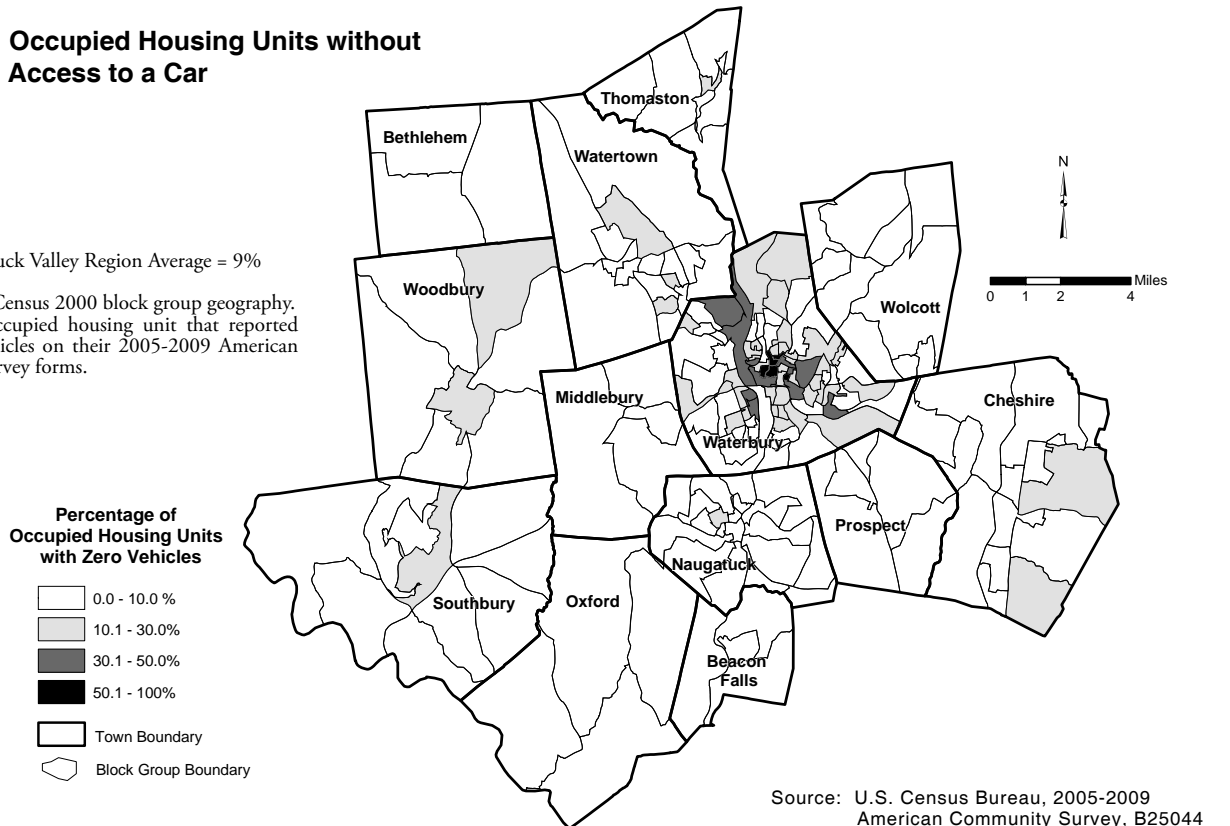 Occupied Housing Units without
Access to a Car
Thomaston
Bethlehem
Watertown
N
uck Valley Region Average = 9%
Census 2000 block group geography.
ccupied housing unit that reported
icles on their 2005-2009 American
rvey forms.
Woodbury
Wolcott
Miles
0 1 2 4
Middlebury
Cheshire
Waterbury
Percentage of
Occupied Housing Units
with Zero Vehicles
0.0 - 10.0 %
10.1 - 30.0%
30.1 - 50.0%
50.1 - 100%
Town Boundary
Block Group Boundary
Prospect
Naugatuck
Southbury
Oxford
Beacon
Falls
Source: U.S. Census Bureau, 2005-2009
American Community Survey, B25044